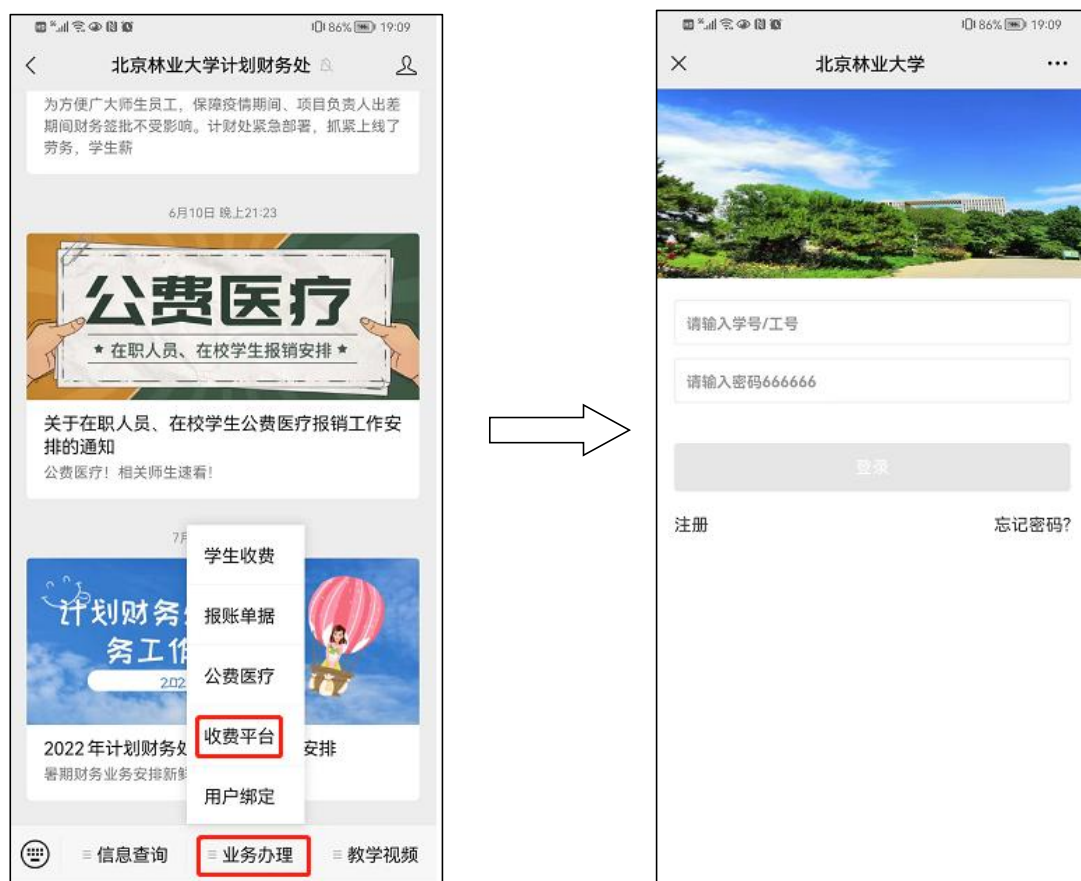 86% 19:09
北京林业大学计划财务处
为方便广大师生员工，保障疫情期间、项目负责人出差
期间财务签批不受影响。计财处紧急部署，抓紧上线了
劳务，学生薪
6月10日 晚上21:23
公费医疗
★ 在职人员、在校学生报销安排 ★
关于在职人员、在校学生公费医疗报销工作安
排的通知
公费医疗！相关师生速看！
7月
计划财务处
务工作
202
2022年计划财务处
安排
暑期财务业务安排新鲜
学生收费
报账单据
公费医疗
收费平台
用户绑定
信息查询
业务办理
教学视频
86% 19:09
北京林业大学
请输入学号/工号
请输入密码666666
登录
注册
忘记密码?